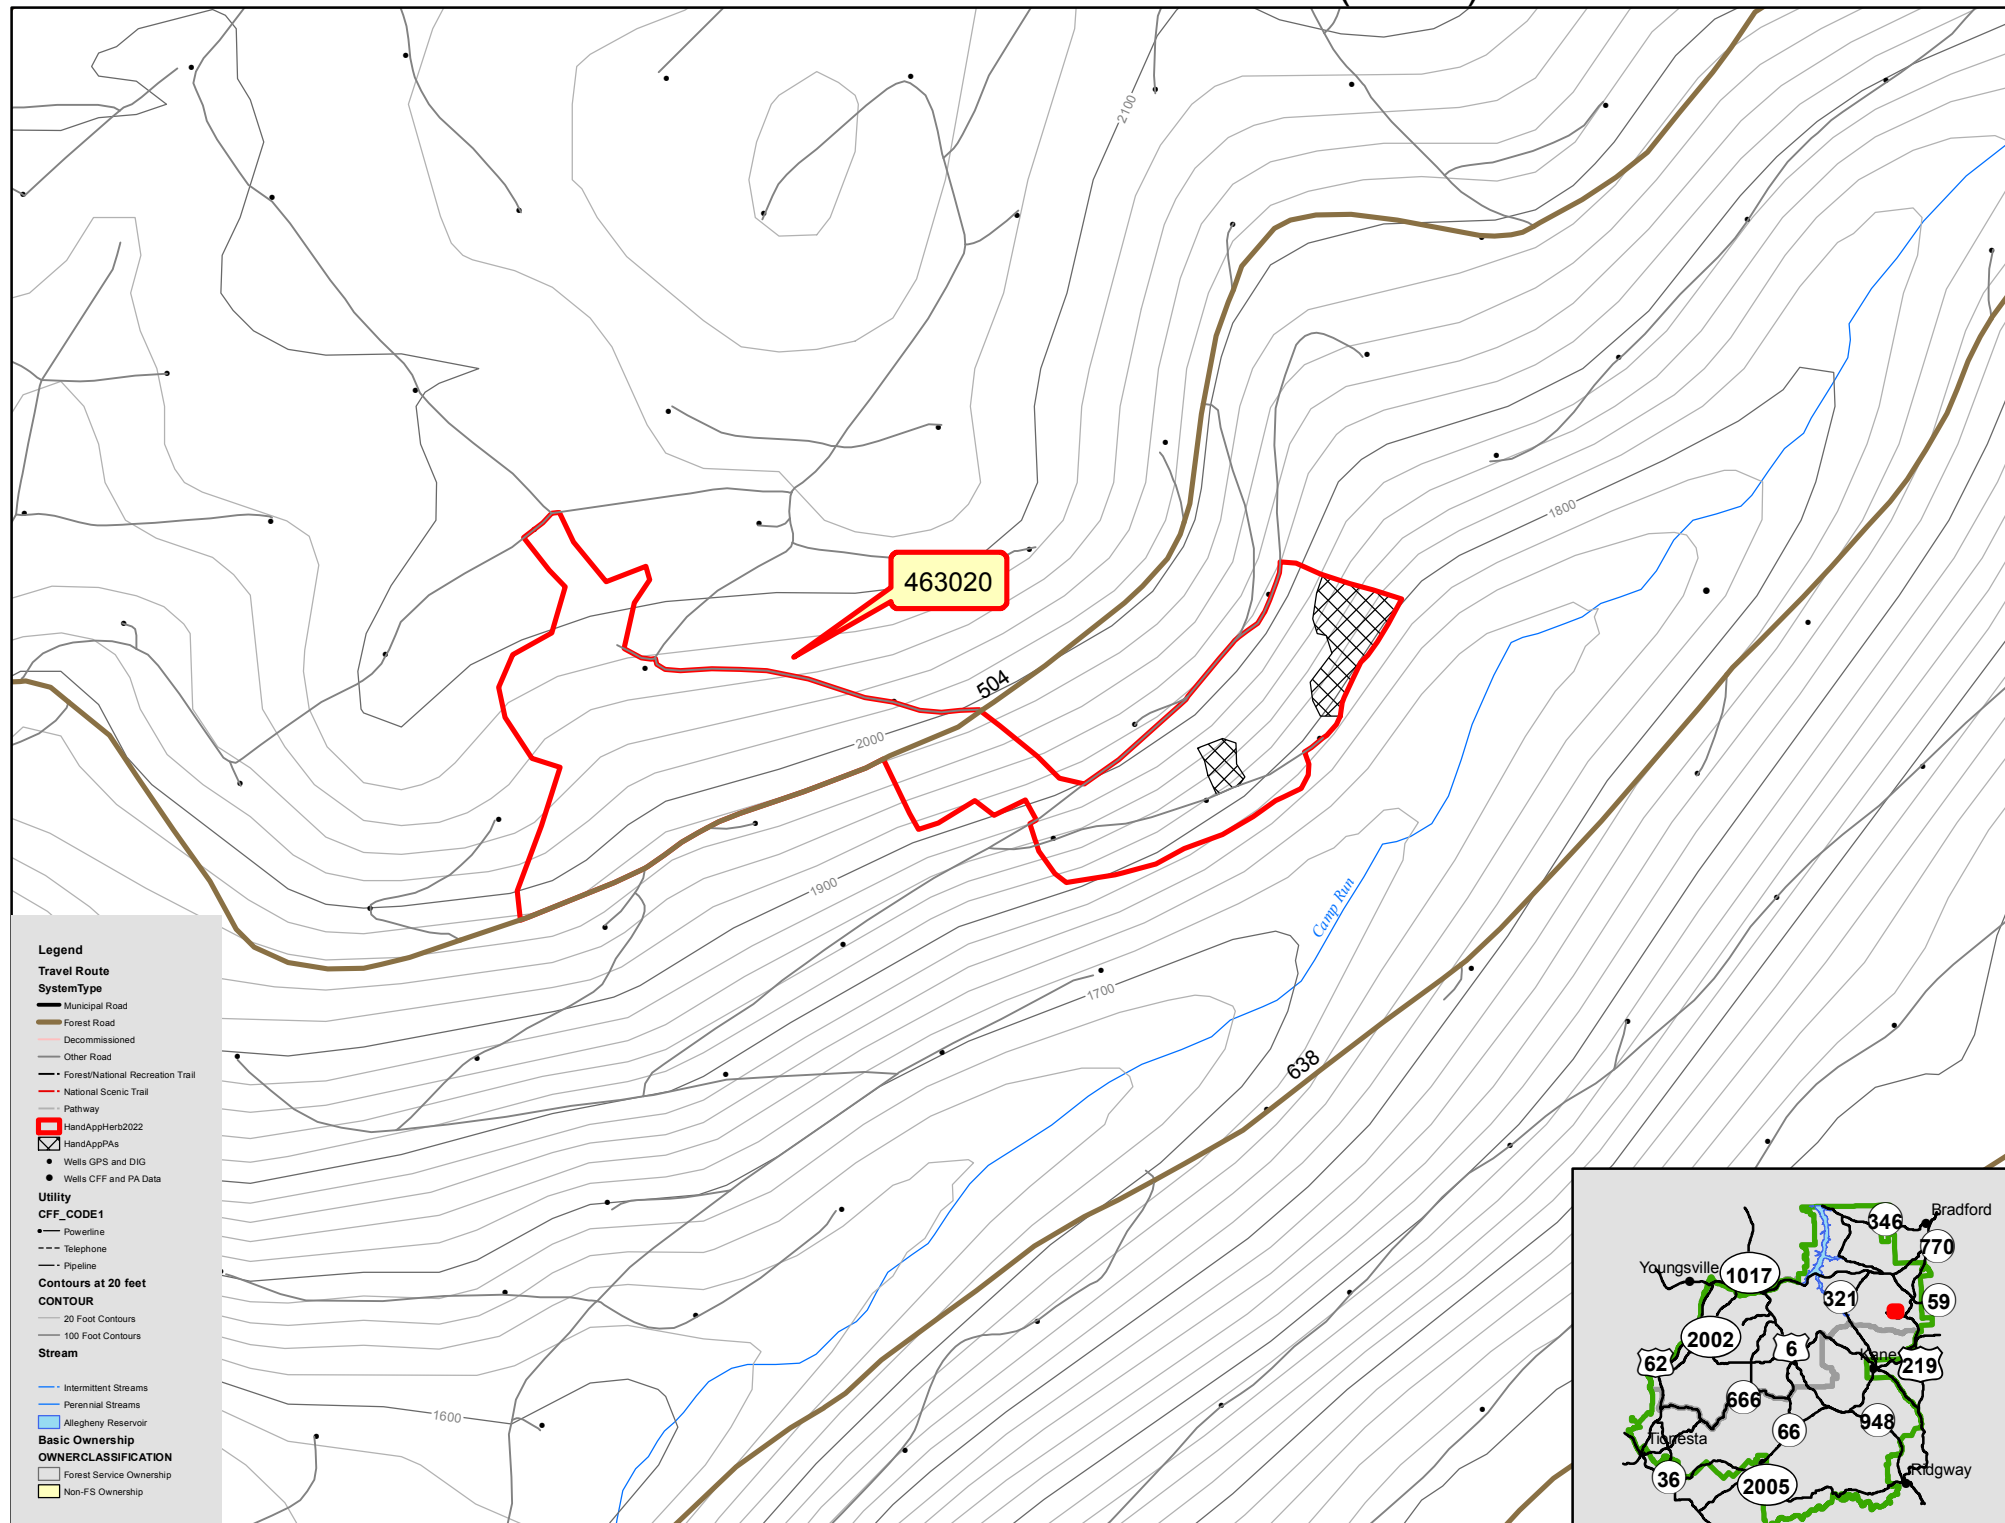 2100
1800
463020
504
2000
1900
Camp Run
1700
638
1600
Legend
Travel Route
SystemType
Municipal Road
Forest Road
Decommissioned
Other Road
Forest/National Recreation Trail
National Scenic Trail
Pathway
HandAppHerb2022
HandAppPAs
Wells GPS and DIG
Wells CFF and PA Data
Utility
CFF_CODE1
Powerline
Telephone
Pipeline
Contours at 20 feet
CONTOUR
20 Foot Contours
100 Foot Contours
Stream
Intermittent Streams
Perennial Streams
Allegheny Reservoir
Basic Ownership
OWNERCLASSIFICATION
Forest Service Ownership
Non-FS Ownership
Bradford
346
770
Youngsville
1017
321
59
2002
6
62
Kane
219
666
948
66
Tionesta
Ridgway
36
2005